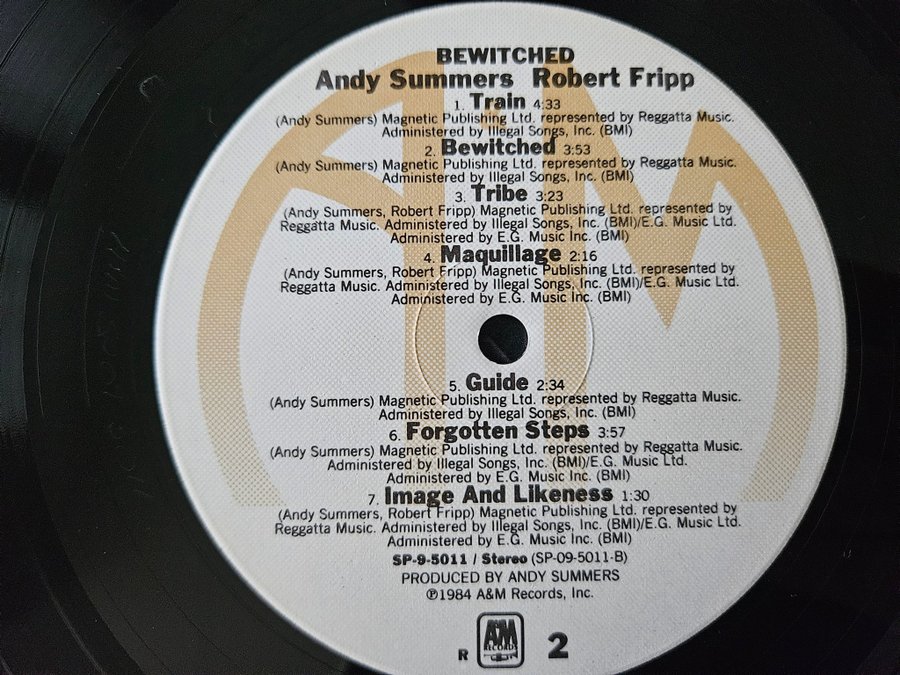 BEWITCHED
Andy Summers Robert Fripp
1. Train 4:33
(Andy Summers) Magnetic Publishing Ltd. represented by Reggatta Music.
Administered by Illegal Songs, Inc. (BMI)
2. Bewitched 3:53
(Andy Summers) Magnetic Publishing Ltd. represented by Reggatta Music.
Administered by Illegal Songs, Inc. (BMI)
3. Tribe 3:23
(Andy Summers, Robert Fripp) Magnetic Publishing Ltd. represented by
Reggatta Music. Administered by Illegal Songs, Inc. (BMI)/E.G. Music Ltd.
Administered by E.G. Music Inc. (BMI)
4. Maquillage 2:16
(Andy Summers, Robert Fripp) Magnetic Publishing Ltd. represented by
Reggatta Music. Administered by Illegal Songs, Inc. (BMI)/E.G. Music Ltd.
Administered by E.G. Music Inc. (BMI)
5. Guide 2:34
(Andy Summers) Magnetic Publishing Ltd. represented by Reggatta Music.
Administered by Illegal Songs, Inc. (BMI)
6. Forgotten Steps 3:57
(Andy Summers) Magnetic Publishing Ltd. represented by Reggatta Music.
Administered by Illegal Songs, Inc. (BMI)/E.G. Music Ltd.
Administered by E.G. Music Inc. (BMI)
7. Image And Likeness 1:30
(Andy Summers, Robert Fripp) Magnetic Publishing Ltd. represented by
Reggatta Music. Administered by Illegal Songs, Inc. (BMI)/E.G. Music Ltd.
Administered by E.G. Music Inc. (BMI)
SP-9-5011 / Stereo (SP-09-5011-B)
PRODUCED BY ANDY SUMMERS
℗1984 A&M Records, Inc.
R A&M RECORDS 2